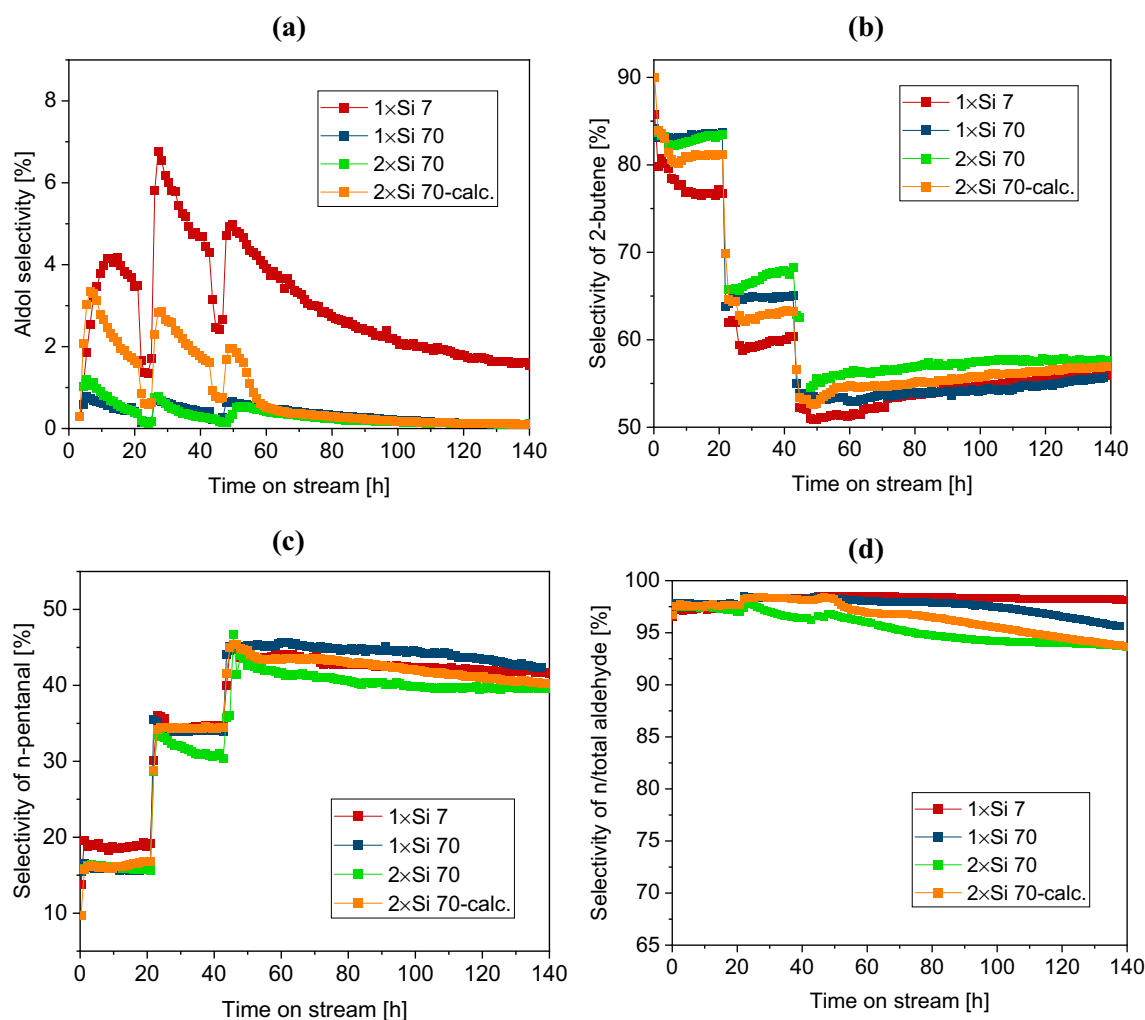 (a)
Aldol selectivity [%]
8
6
4
2
0
0 20 40 60 80 100 120 140
Time on stream [h]
1×Si 7
1×Si 70
2×Si 70
2×Si 70-calc.
(b)
Selectivity of 2-butene [%]
90
80
70
60
50
0 20 40 60 80 100 120 140
Time on stream [h]
1×Si 7
1×Si 70
2×Si 70
2×Si 70-calc.
(c)
Selectivity of n-pentanal [%]
50
40
30
20
10
0 20 40 60 80 100 120 140
Time on stream [h]
1×Si 7
1×Si 70
2×Si 70
2×Si 70-calc.
(d)
Selectivity of n/total aldehyde [%]
100
95
90
85
80
75
70
65
0 20 40 60 80 100 120 140
Time on stream [h]
1×Si 7
1×Si 70
2×Si 70
2×Si 70-calc.